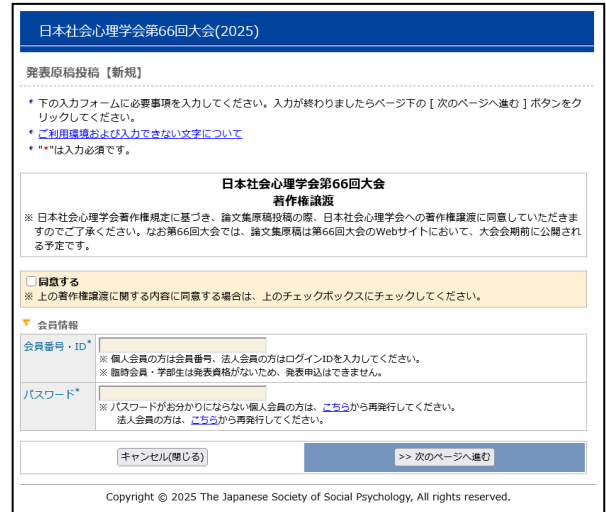 日本社会心理学会第66回大会(2025)
発表原稿投稿【新規】
下の入力フォームに必要事項を入力してください。入力が終わりましたらページ下の [ 次のページへ進む ] ボタンをク
リックしてください。
ご利用環境および入力できない文字について
"*"は入力必須です。
日本社会心理学会第66回大会
著作権譲渡
※ 日本社会心理学会著作権規定に基づき、論文集原稿投稿の際、日本社会心理学会への著作権譲渡に同意していただきま
すのでご了承ください。なお第66回大会では、論文集原稿は第66回大会のWebサイトにおいて、大会会期前に公開され
る予定です。
同意する
※ 上の著作権譲渡に関する内容に同意する場合は、上のチェックボックスにチェックしてください。
会員情報
会員番号・ID*
※ 個人会員の方は会員番号、法人会員の方はログインIDを入力してください。
※ 臨時会員・学部生は発表資格がないため、発表申込はできません。
パスワード*
※ パスワードがお分かりにならない個人会員の方は、こちらから再発行してください。
法人会員の方は、こちらから再発行してください。
キャンセル(閉じる)
>> 次のページへ進む
Copyright © 2025 The Japanese Society of Social Psychology, All rights reserved.